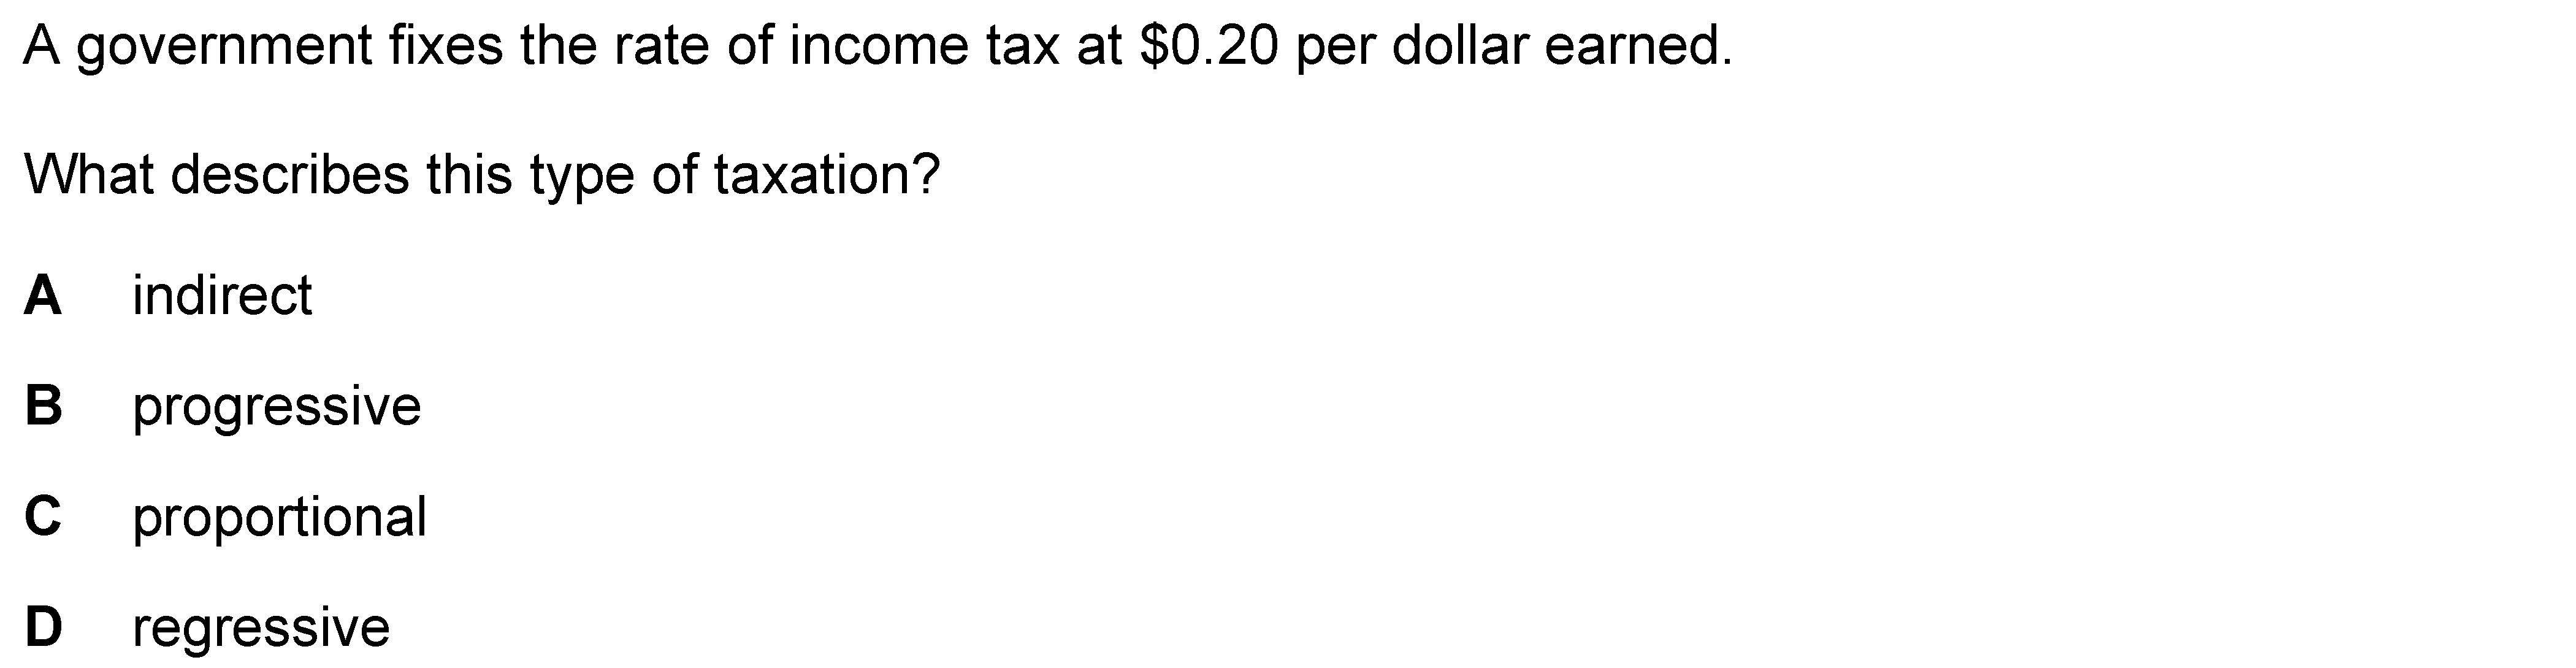 A government fixes the rate of income tax at $0.20 per dollar earned.
What describes this type of taxation?
A indirect
B progressive
C proportional
D regressive